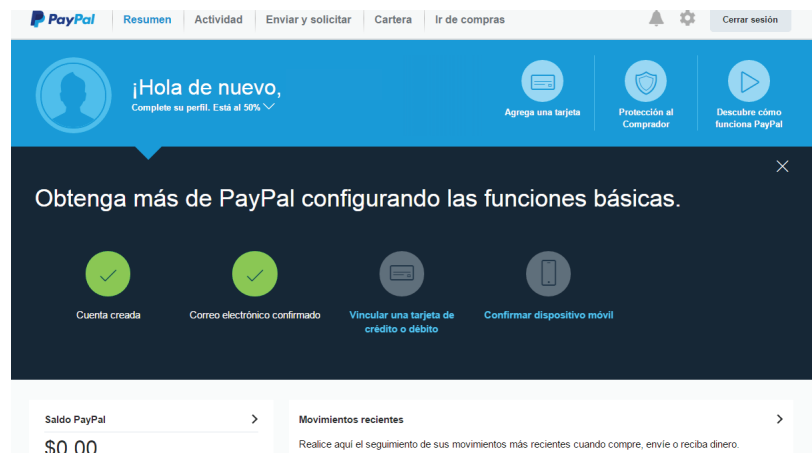 PayPal Resumen Actividad Enviar y solicitar Cartera Ir de compras Cerrar sesión
¡Hola de nuevo,
Complete su perfil. Está al 50%
Agrega una tarjeta
Protección al
Comprador
Descubre cómo
funciona PayPal
Obtenga más de PayPal configurando las funciones básicas.
Cuenta creada
Correo electrónico confirmado
Vincular una tarjeta de
crédito o débito
Confirmar dispositivo móvil
Saldo PayPal
$0.00
Movimientos recientes
Realice aquí el seguimiento de sus movimientos más recientes cuando compre, envíe o reciba dinero.